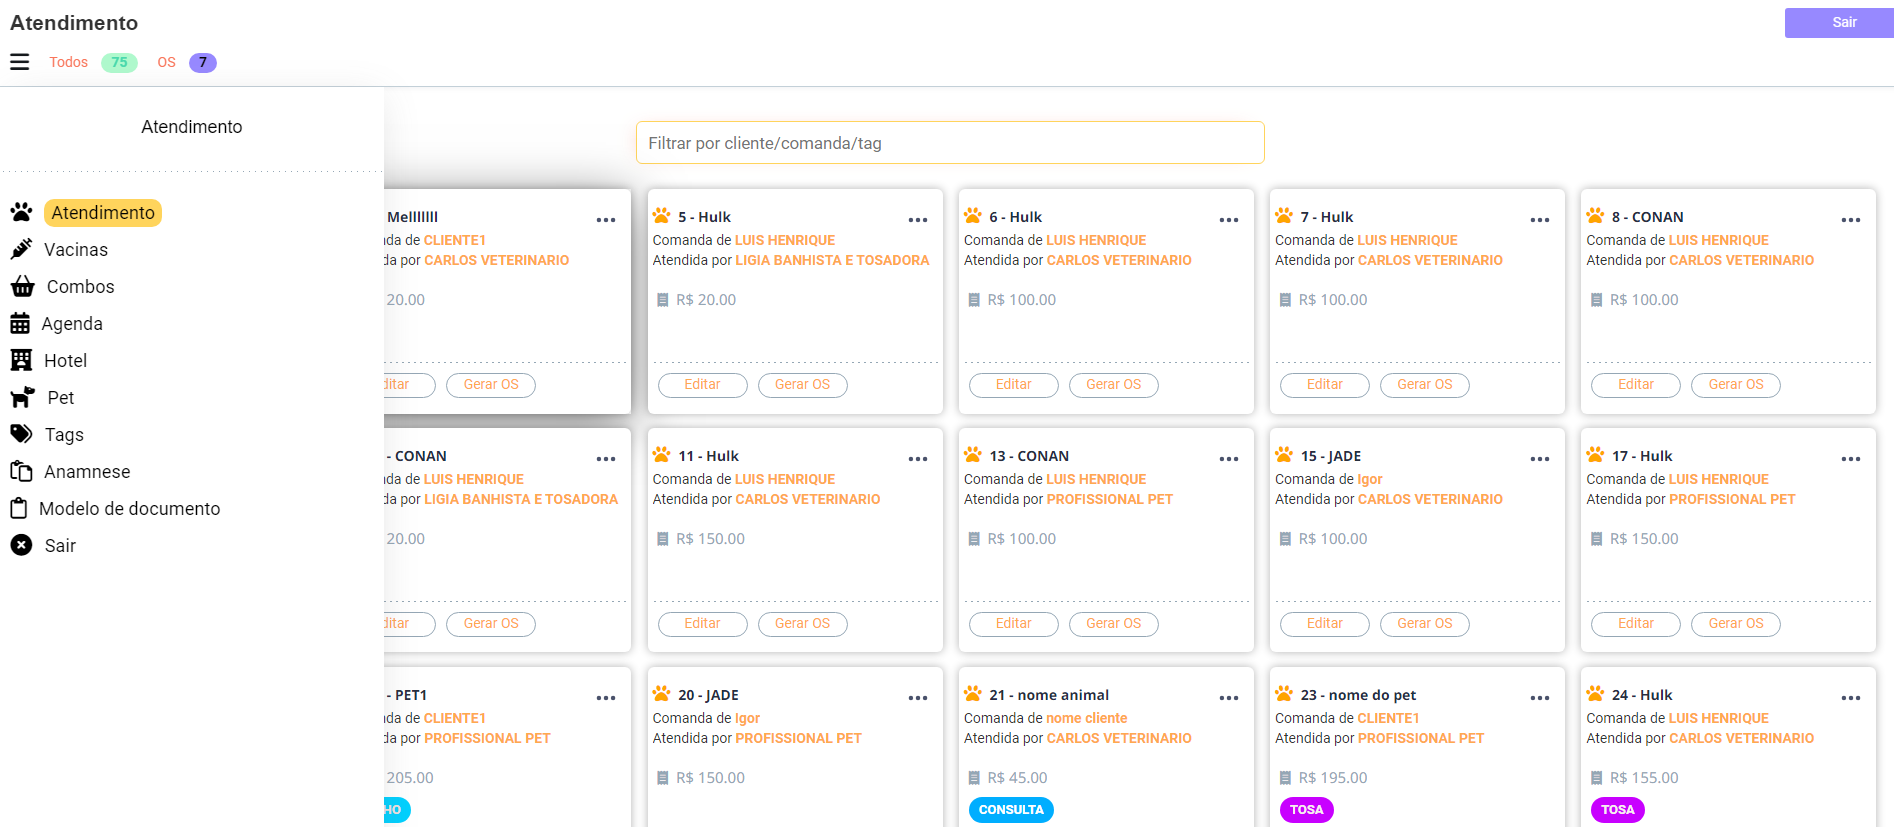 Atendimento
Sair
Todos 75 OS 7
Atendimento
Atendimento
Vacinas
Combos
Agenda
Hotel
Pet
Tags
Anamnese
Modelo de documento
Sair
Filtrar por cliente/comanda/tag
Melllllll
da de CLIENTE1
da por CARLOS VETERINARIO
20.00
ditar Gerar OS
5 - Hulk
Comanda de LUIS HENRIQUE
Atendida por LIGIA BANHISTA E TOSADORA
R$ 20.00
Editar Gerar OS
6 - Hulk
Comanda de LUIS HENRIQUE
Atendida por CARLOS VETERINARIO
R$ 100.00
Editar Gerar OS
7 - Hulk
Comanda de LUIS HENRIQUE
Atendida por CARLOS VETERINARIO
R$ 100.00
Editar Gerar OS
8 - CONAN
Comanda de LUIS HENRIQUE
Atendida por CARLOS VETERINARIO
R$ 100.00
Editar Gerar OS
- CONAN
da de LUIS HENRIQUE
da por LIGIA BANHISTA E TOSADORA
20.00
ditar Gerar OS
11 - Hulk
Comanda de LUIS HENRIQUE
Atendida por CARLOS VETERINARIO
R$ 150.00
Editar Gerar OS
13 - CONAN
Comanda de LUIS HENRIQUE
Atendida por PROFISSIONAL PET
R$ 100.00
Editar Gerar OS
15 - JADE
Comanda de Igor
Atendida por CARLOS VETERINARIO
R$ 100.00
Editar Gerar OS
17 - Hulk
Comanda de LUIS HENRIQUE
Atendida por PROFISSIONAL PET
R$ 150.00
Editar Gerar OS
- PET1
da de CLIENTE1
da por PROFISSIONAL PET
205.00
HO
20 - JADE
Comanda de Igor
Atendida por PROFISSIONAL PET
R$ 150.00
21 - nome animal
Comanda de nome cliente
Atendida por CARLOS VETERINARIO
R$ 45.00
CONSULTA
23 - nome do pet
Comanda de CLIENTE1
Atendida por PROFISSIONAL PET
R$ 195.00
TOSA
24 - Hulk
Comanda de LUIS HENRIQUE
Atendida por CARLOS VETERINARIO
R$ 155.00
TOSA